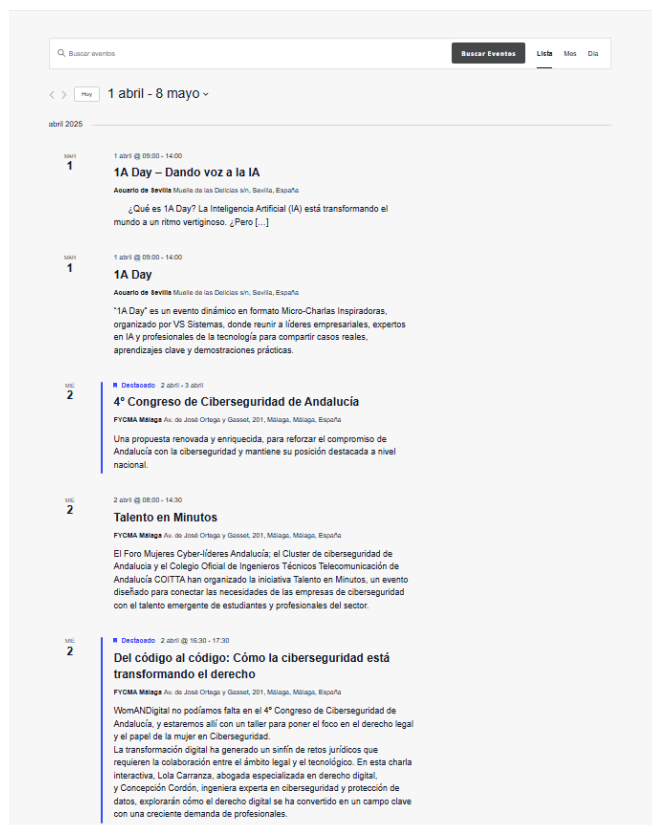 Buscar eventos
Buscar Eventos Lista Mes Día
Hoy 1 abril - 8 mayo
abril 2025
MAR
1
1 abril @ 09:00 - 14:00
1A Day – Dando voz a la IA
Acuario de Sevilla Muelle de las Delicias s/n, Sevilla, España
¿Qué es 1A Day? La Inteligencia Artificial (IA) está transformando el
mundo a un ritmo vertiginoso. ¿Pero […]
MAR
1
1 abril @ 09:00 - 14:00
1A Day
Acuario de Sevilla Muelle de las Delicias s/n, Sevilla, España
"1A Day" es un evento dinámico en formato Micro-Charlas Inspiradoras,
organizado por VS Sistemas, donde reunir a líderes empresariales, expertos
en IA y profesionales de la tecnología para compartir casos reales,
aprendizajes clave y demostraciones prácticas.
MIÉ
2
Destacado 2 abril - 3 abril
4º Congreso de Ciberseguridad de Andalucía
FYCMA Málaga Av. de José Ortega y Gasset, 201, Málaga, Málaga, España
Una propuesta renovada y enriquecida, para reforzar el compromiso de
Andalucía con la ciberseguridad y mantiene su posición destacada a nivel
nacional.
MIÉ
2
2 abril @ 08:00 - 14:30
Talento en Minutos
FYCMA Málaga Av. de José Ortega y Gasset, 201, Málaga, Málaga, España
El Foro Mujeres Cyber-líderes Andalucía; el Cluster de ciberseguridad de
Andalucia y el Colegio Oficial de Ingenieros Técnicos Telecomunicación de
Andalucía COITTA han organizado la iniciativa Talento en Minutos, un evento
diseñado para conectar las necesidades de las empresas de ciberseguridad
con el talento emergente de estudiantes y profesionales del sector.
MIÉ
2
Destacado 2 abril @ 16:30 - 17:30
Del código al código: Cómo la ciberseguridad está
transformando el derecho
FYCMA Málaga Av. de José Ortega y Gasset, 201, Málaga, Málaga, España
WomANDigital no podíamos falta en el 4º Congreso de Ciberseguridad de
Andalucía, y estaremos allí con un taller para poner el foco en el derecho legal
y el papel de la mujer en Ciberseguridad.
La transformación digital ha generado un sinfín de retos jurídicos que
requieren la colaboración entre el ámbito legal y el tecnológico. En esta charla
interactiva, Lola Carranza, abogada especializada en derecho digital,
y Concepción Cordón, ingeniera experta en ciberseguridad y protección de
datos, explorarán cómo el derecho digital se ha convertido en un campo clave
con una creciente demanda de profesionales.